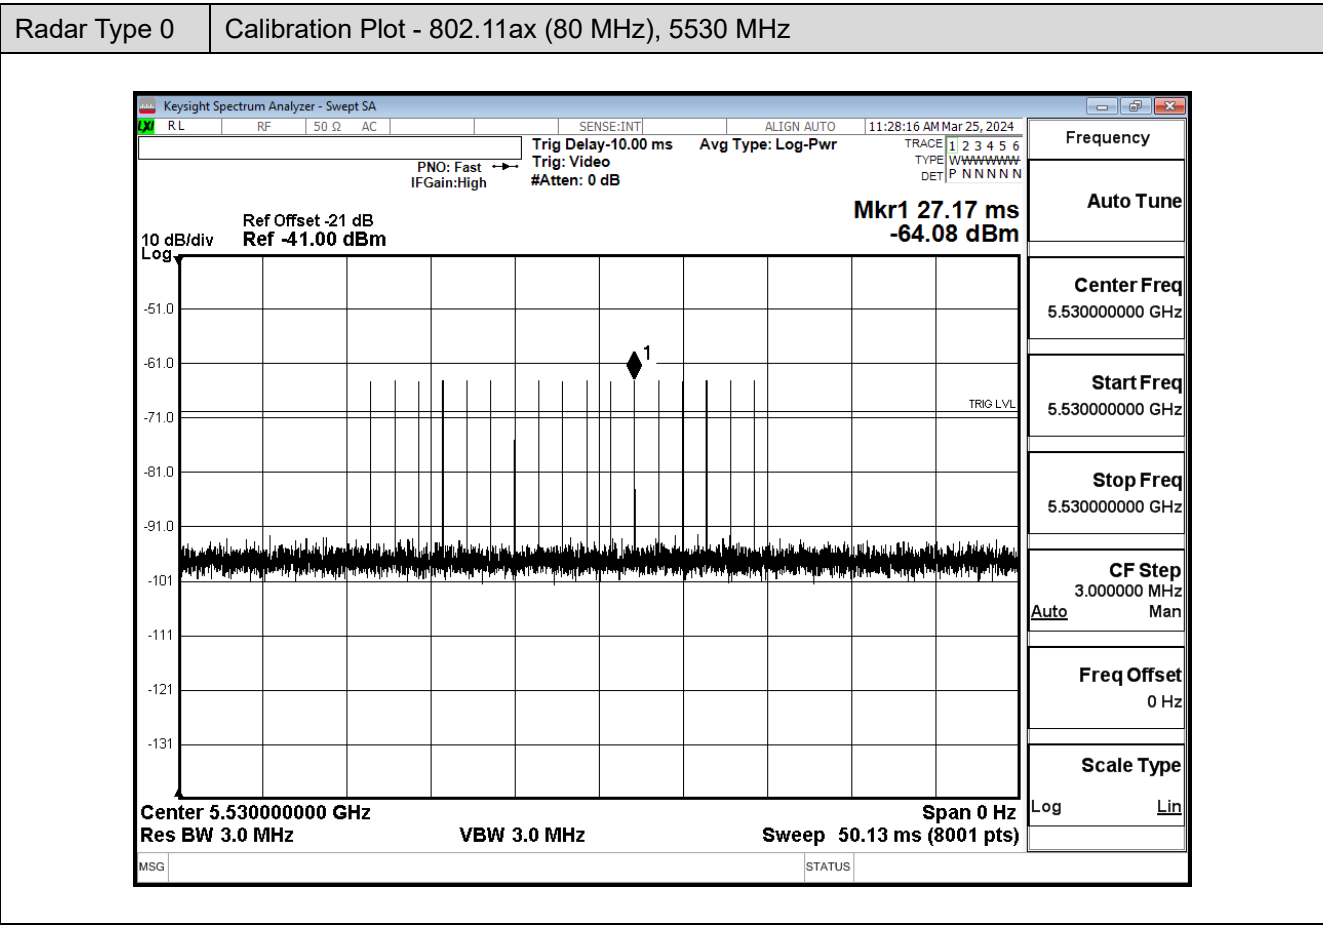 Radar Type 0 Calibration Plot - 802.11ax (80 MHz), 5530 MHz
Keysight Spectrum Analyzer - Swept SA
LXI RL RF 50 Ω AC SENSE:INT ALIGN AUTO 11:28:16 AM Mar 25, 2024
Trig Delay-10.00 ms Avg Type: Log-Pwr TRACE 1 2 3 4 5 6
PNO: Fast Trig: Video TYPE WWWWWW
IFGain:High #Atten: 0 dB DET P N N N N N
Mkr1 27.17 ms
-64.08 dBm
Ref Offset -21 dB
10 dB/div Ref -41.00 dBm
Log
-51.0
-61.0
-71.0
-81.0
-91.0
-101
-111
-121
-131
1
TRIG LVL
Center 5.530000000 GHz Span 0 Hz
Res BW 3.0 MHz VBW 3.0 MHz Sweep 50.13 ms (8001 pts)
MSG STATUS
Frequency
Auto Tune
Center Freq
5.530000000 GHz
Start Freq
5.530000000 GHz
Stop Freq
5.530000000 GHz
CF Step
3.000000 MHz
Auto Man
Freq Offset
0 Hz
Scale Type
Log Lin